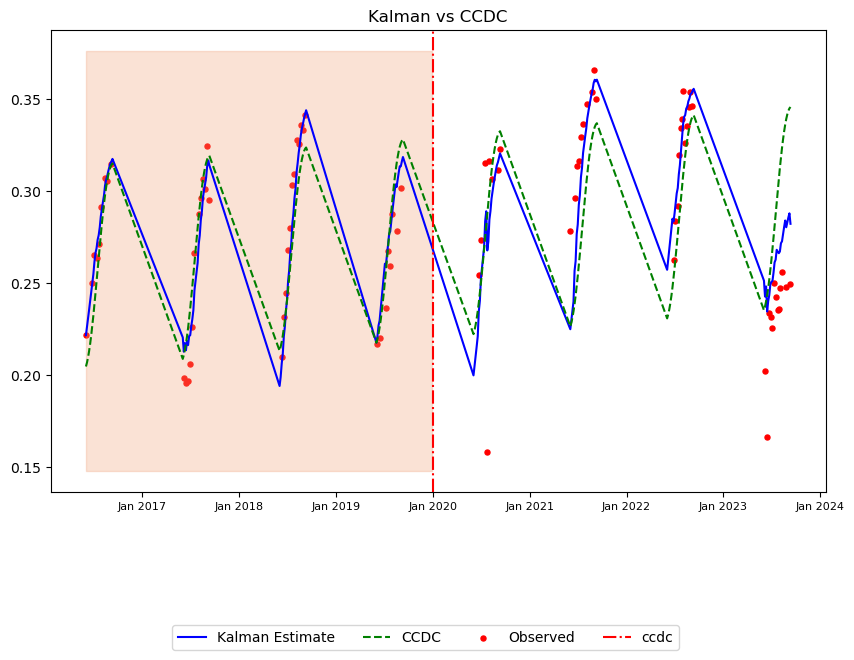 Kalman vs CCDC
0.35
0.30
0.25
0.20
0.15
Jan 2017 Jan 2018 Jan 2019 Jan 2020 Jan 2021 Jan 2022 Jan 2023 Jan 2024
Kalman Estimate CCDC Observed ccdc